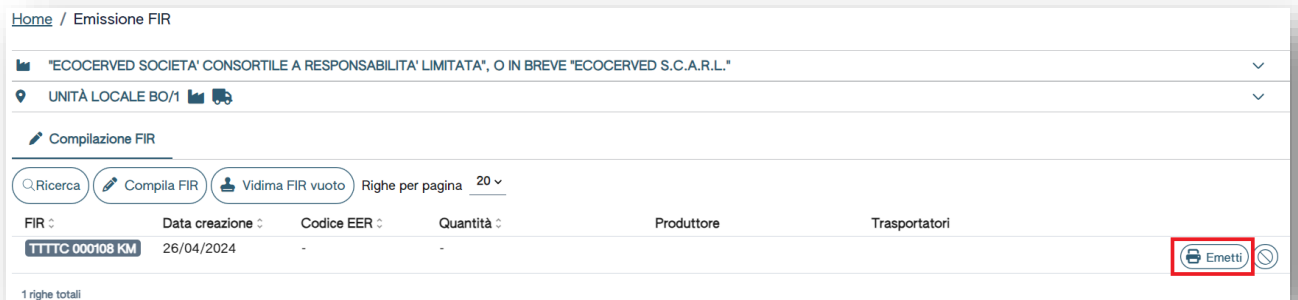 Home / Emissione FIR
"ECOCERVED SOCIETA' CONSORTILE A RESPONSABILITA' LIMITATA", O IN BREVE "ECOCERVED S.C.A.R.L."
UNITÀ LOCALE BO/1
Compilazione FIR
Ricerca Compila FIR Vidima FIR vuoto Righe per pagina 20
FIR Data creazione Codice EER Quantità Produttore Trasportatori
TTTTC 000108 KM 26/04/2024 - - Emetti
1 righe totali